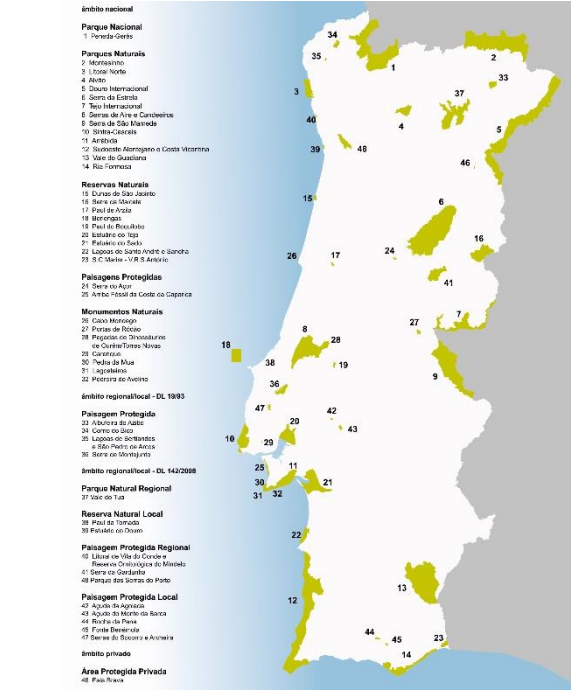 âmbito nacional
Parque Nacional
1 Peneda-Gerês
Parques Naturais
2 Montesinho
3 Litoral Norte
4 Alvão
5 Douro Internacional
6 Serra da Estrela
7 Tejo Internacional
8 Serras de Aire e Candeeiros
9 Serra de São Mamede
10 Sintra-Cascais
11 Arrábida
12 Sudoeste Alentejano e Costa Vicentina
13 Vale do Guadiana
14 Ria Formosa
Reservas Naturais
15 Dunas de São Jacinto
16 Serra da Malcata
17 Paul de Arzila
18 Berlengas
19 Paul do Boquilobo
20 Estuário do Tejo
21 Estuário do Sado
22 Lagoas de Santo André e Sancha
23 S.C Marim - V.R.S António
Paisagens Protegidas
24 Serra do Açor
25 Arriba Fóssil da Costa da Caparica
Monumentos Naturais
26 Cabo Mondego
27 Portas de Ródão
28 Pegadas de Dinossáurios
de Ourém/Torres Novas
29 Carenque
30 Pedra da Mua
31 Lagosteiros
32 Pedreira do Avelino
âmbito regional/local - DL 19/93
Paisagem Protegida
33 Albufeira do Azibo
34 Corno do Bico
35 Lagoas de Bertiandos
e São Pedro de Arcos
36 Serra de Montejunto
âmbito regional/local - DL 142/2008
Parque Natural Regional
37 Vale do Tua
Reserva Natural Local
38 Paul da Tornada
39 Estuário do Douro
Paisagem Protegida Regional
40 Litoral de Vila do Conde e
Reserva Ornitológica do Mindelo
41 Serra da Gardunha
48 Parque das Serras do Porto
Paisagem Protegida Local
42 Açude da Agolada
43 Açude do Monte da Barca
44 Rocha da Pena
45 Fonte Benémola
47 Serras do Socorro e Archeira
âmbito privado
Área Protegida Privada
46 Faia Brava
34
35
1
2
33
3
37
40
4
5
39
48
46
15
6
16
26
17
24
41
7
27
8
28
18
38
19
9
36
47
42
43
10
20
29
25
11
30
31
32
21
22
12
13
44
45
23
14